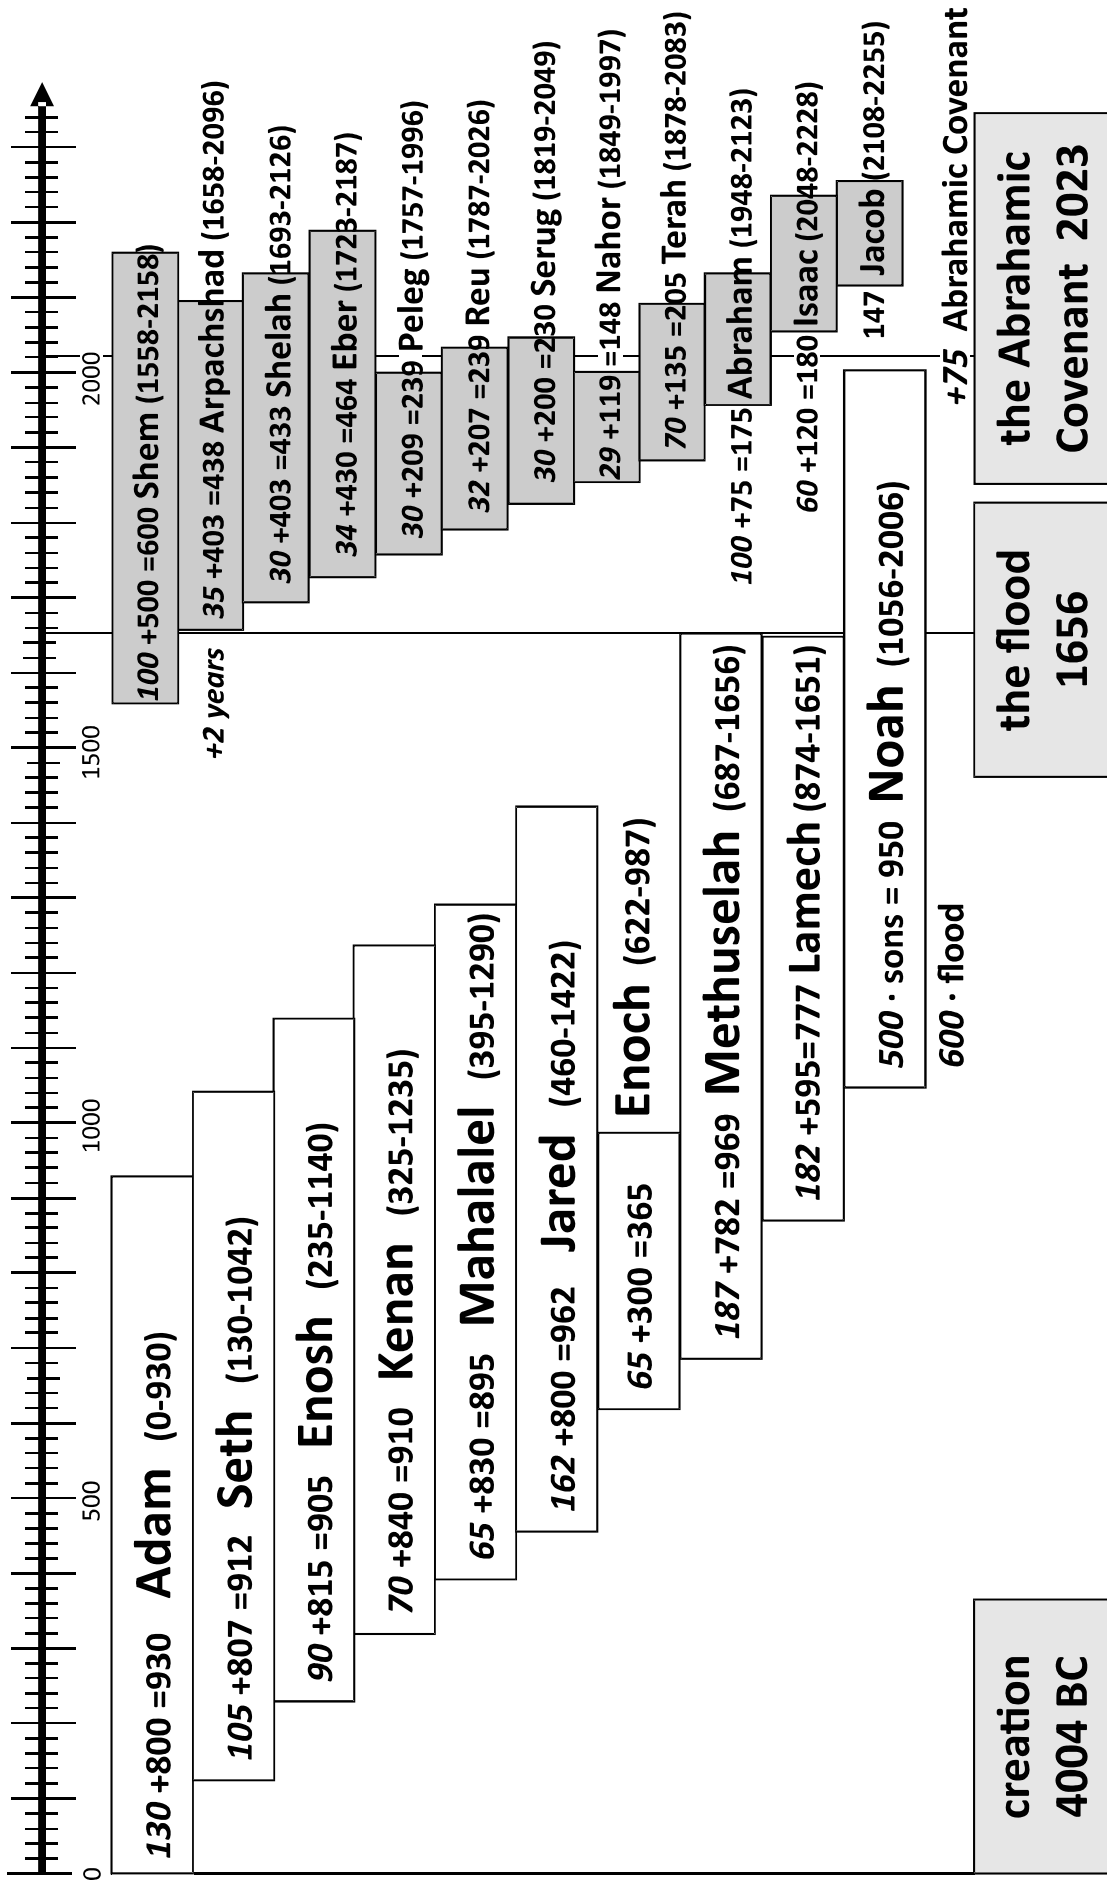 0 500 1000 1500 2000
130 +800 =930 Adam (0-930)
105 +807 =912 Seth (130-1042)
90 +815 =905 Enosh (235-1140)
70 +840 =910 Kenan (325-1235)
65 +830 =895 Mahalalel (395-1290)
162 +800 =962 Jared (460-1422)
65 +300 =365 Enoch (622-987)
187 +782 =969 Methuselah (687-1656)
182 +595=777 Lamech (874-1651)
500 · sons = 950 Noah (1056-2006)
600 · flood
100 +500 =600 Shem (1558-2158)
+2 years 35 +403 =438 Arpachshad (1658-2096)
30 +403 =433 Shelah (1693-2126)
34 +430 =464 Eber (1723-2187)
30 +209 =239 Peleg (1757-1996)
32 +207 =239 Reu (1787-2026)
30 +200 =230 Serug (1819-2049)
29 +119 =148 Nahor (1849-1997)
70 +135 =205 Terah (1878-2083)
100 +75 =175 Abraham (1948-2123)
60 +120 =180 Isaac (2048-2228)
147 Jacob (2108-2255)
+75 Abrahamic Covenant
creation
4004 BC
the flood
1656
the Abrahamic
Covenant 2023